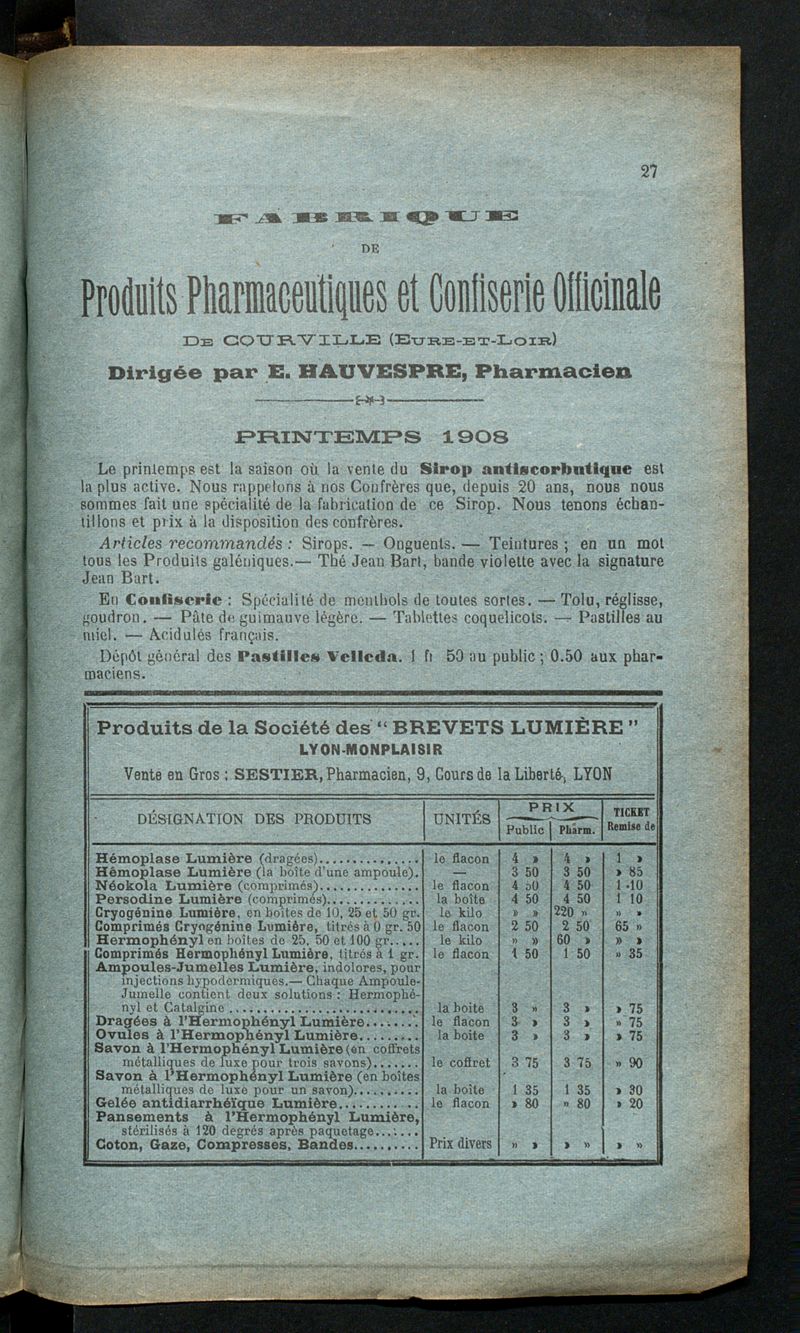 27
FABRIQUE
DE
Produits Pharmaceutiques et Confiserie Officinale
DE COURVILLE (EURE-ET-LOIR)
Dirigée par E. HAUVESPRE, Pharmacien
PRINTEMPS 1908
Le printemps est la saison où la vente du Sirop antiscorbutique est
la plus active. Nous rappelons à nos Confrères que, depuis 20 ans, nous nous
sommes fait une spécialité de la fabrication de ce Sirop. Nous tenons échan-
tillons et prix à la disposition des confrères.
Articles recommandés : Sirops. — Onguents. — Teintures ; en un mot
tous les Produits galéniques.— Thé Jean Bart, bande violette avec la signature
Jean Bart.
En Confiserie : Spécialité de menthols de toutes sortes. — Tolu, réglisse,
goudron. — Pâte de guimauve légère. — Tablettes coquelicots. — Pastilles au
miel. — Acidulés français.
Dépôt général des Pastilles Velleda. 1 fr 50 au public ; 0.50 aux phar-
maciens.
Produits de la Société des “ BREVETS LUMIÈRE ”
LYON-MONPLAISIR
Vente en Gros : SESTIER, Pharmacien, 9, Cours de la Liberté, LYON
DÉSIGNATION DES PRODUITS UNITÉS PRIX TICKET
Public Pharm. Remise de
Hémoplase Lumière (dragées)............... le flacon 4 » 4 » 1 »
Hémoplase Lumière (la boîte d'une ampoule). — 3 50 3 50 » 85
Néokola Lumière (comprimés)............... le flacon 4 50 4 50 1 10
Persodine Lumière (comprimés).............. la boîte 4 50 4 50 1 10
Cryogénine Lumière, en boîtes de 10, 25 et 50 gr. le kilo » » 220 » » »
Comprimés Cryogénine Lumière, titrés à 0 gr. 50 le flacon 2 50 2 50 65 »
Hermophényl en boîtes de 25, 50 et 100 gr..... le kilo » » 60 » » »
Comprimés Hermophényl Lumière, titrés à 1 gr. le flacon 1 50 1 50 » 35
Ampoules-Jumelles Lumière, indolores, pour
injections hypodermiques.— Chaque Ampoule-
Jumelle contient deux solutions : Hermophé-
nyl et Catalgine ............................ la boîte 3 » 3 » » 75
Dragées à l'Hermophényl Lumière........ le flacon 3 » 3 » » 75
Ovules à l'Hermophényl Lumière......... la boîte 3 » 3 » » 75
Savon à l'Hermophényl Lumière (en coffrets
métalliques de luxe pour trois savons)....... le coffret 3 75 3 75 » 90
Savon à l'Hermophényl Lumière (en boîtes
métalliques de luxe pour un savon).......... la boîte 1 35 1 35 » 30
Gelée antidiarrhéïque Lumière............ le flacon » 80 » 80 » 20
Pansements à l'Hermophényl Lumière,
stérilisés à 120 degrés après paquetage.......
Coton, Gaze, Compresses, Bandes.......... Prix divers » » » » » »